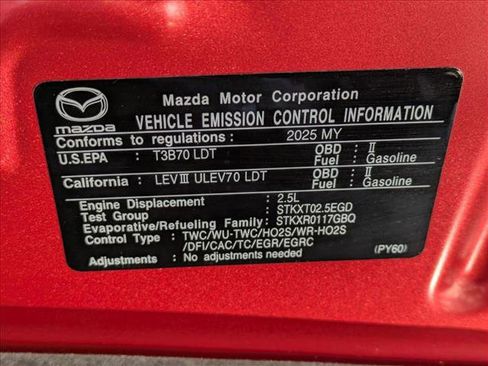 Mazda Motor Corporation
mazda
VEHICLE EMISSION CONTROL INFORMATION
Conforms to regulations : 2025 MY
U.S.EPA : T3B70 LDT OBD : II
Fuel : Gasoline
California : LEVIII ULEV70 LDT OBD : II
Fuel : Gasoline
Engine Displacement : 2.5L
Test Group : STKXT02.5EGD
Evaporative/Refueling Family : STKXR0117GBQ
Control Type : TWC/WU-TWC/HO2S/WR-HO2S
/DFI/CAC/TC/EGR/EGRC
Adjustments : No adjustments needed (PY60)